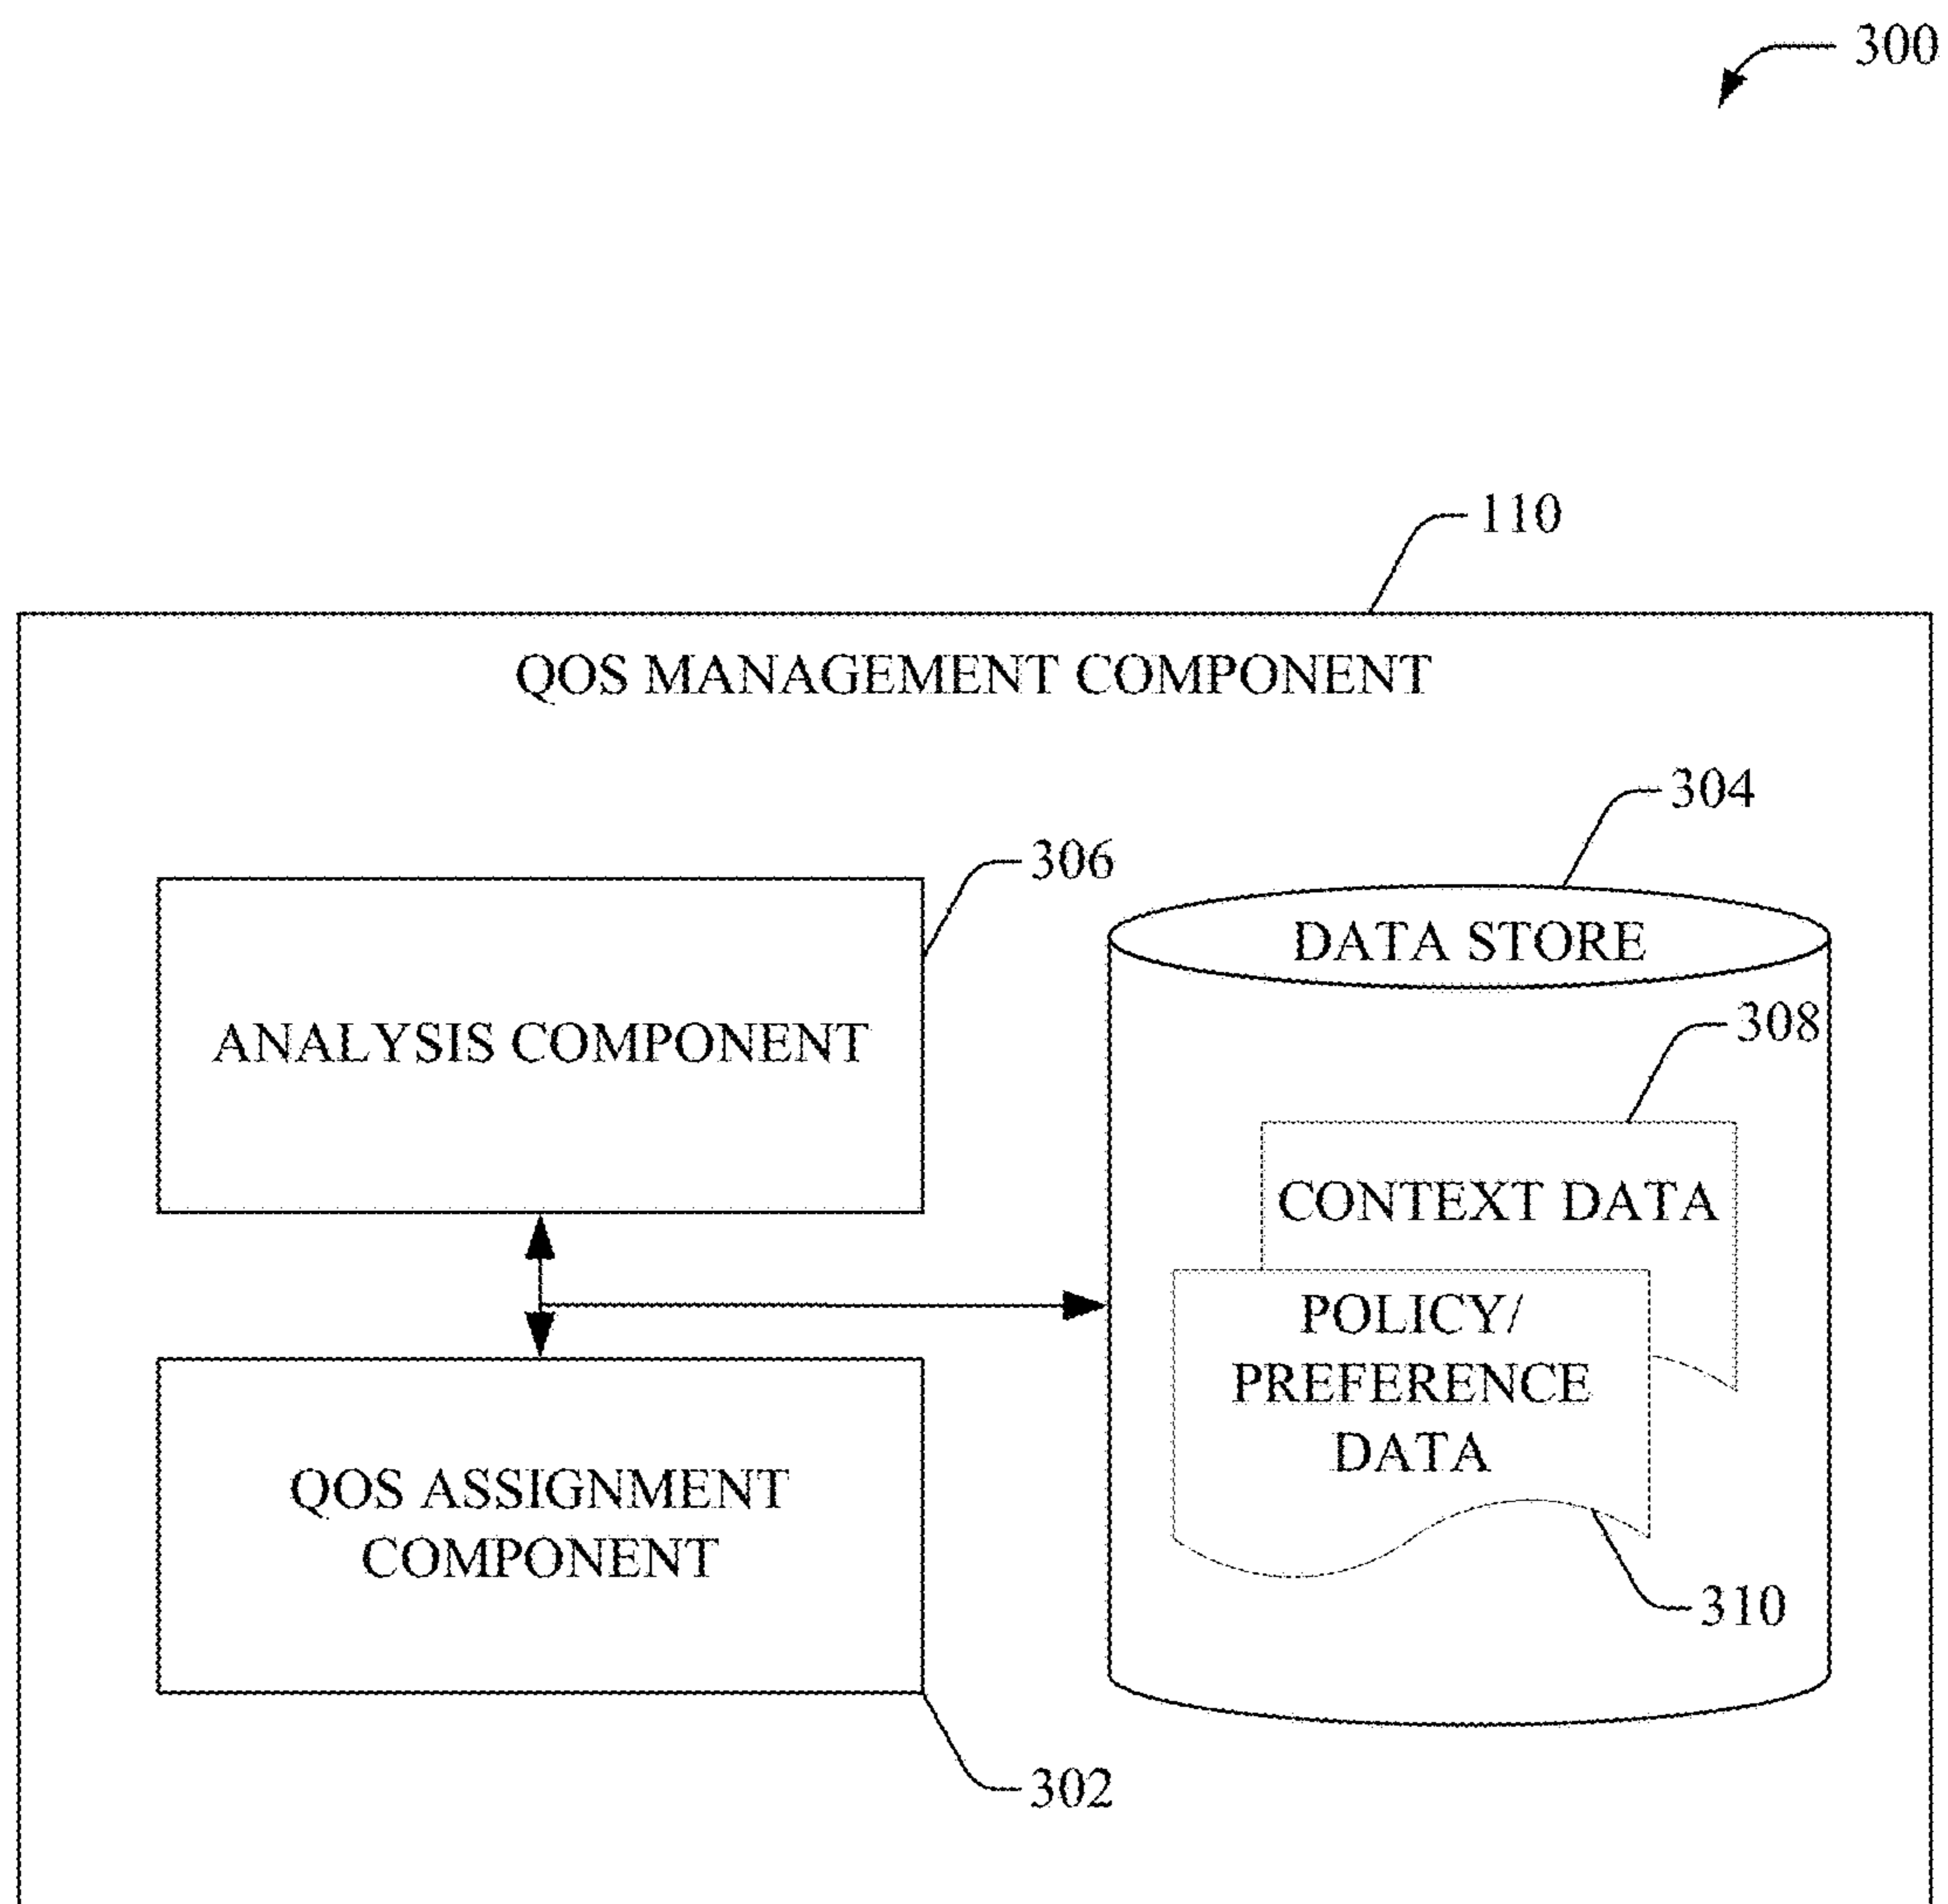 300
110
QOS MANAGEMENT COMPONENT
304
306
DATA STORE
308
ANALYSIS COMPONENT
CONTEXT DATA
POLICY/
PREFERENCE
DATA
QOS ASSIGNMENT
COMPONENT
310
302